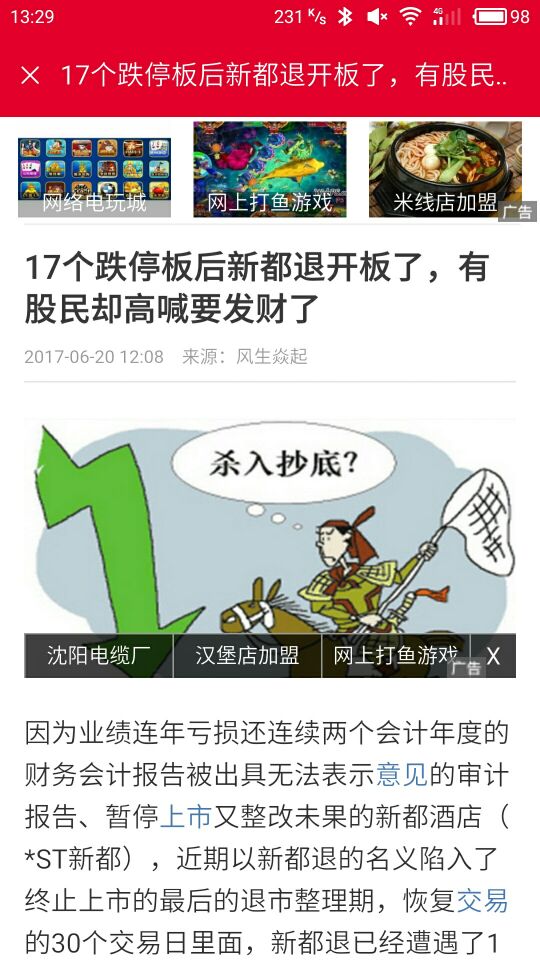 13:29
231 K/s
4G
98
17个跌停板后新都退开板了，有股民..
网络电玩城
网上打鱼游戏
米线店加盟
广告
17个跌停板后新都退开板了，有
股民却高喊要发财了
2017-06-20 12:08 来源：风生焱起
杀入抄底？
沈阳电缆厂
汉堡店加盟
网上打鱼游戏
X
广告
因为业绩连年亏损还连续两个会计年度的
财务会计报告被出具无法表示意见的审计
报告、暂停上市又整改未果的新都酒店（
*ST新都），近期以新都退的名义陷入了
终止上市的最后的退市整理期，恢复交易
的30个交易日里面，新都退已经遭遇了1